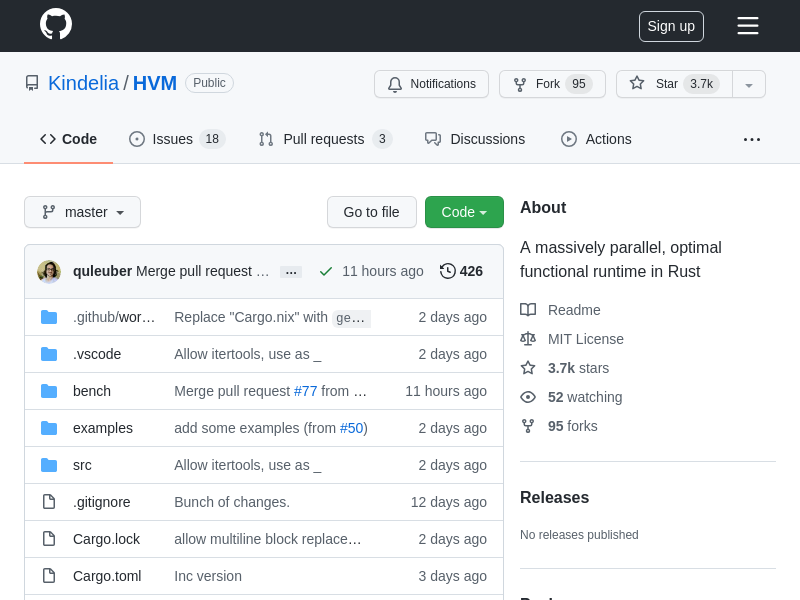 Sign up
Kindelia / HVM Public
Notifications Fork 95 Star 3.7k
Code Issues 18 Pull requests 3 Discussions Actions ...
master Go to file Code
quleuber Merge pull request … ... 11 hours ago 426
.github/wor… Replace "Cargo.nix" with ge… 2 days ago
.vscode Allow itertools, use as _ 2 days ago
bench Merge pull request #77 from … 11 hours ago
examples add some examples (from #50) 2 days ago
src Allow itertools, use as _ 2 days ago
.gitignore Bunch of changes. 12 days ago
Cargo.lock allow multiline block replace… 2 days ago
Cargo.toml Inc version 3 days ago
About
A massively parallel, optimal
functional runtime in Rust
Readme
MIT License
3.7k stars
52 watching
95 forks
Releases
No releases published